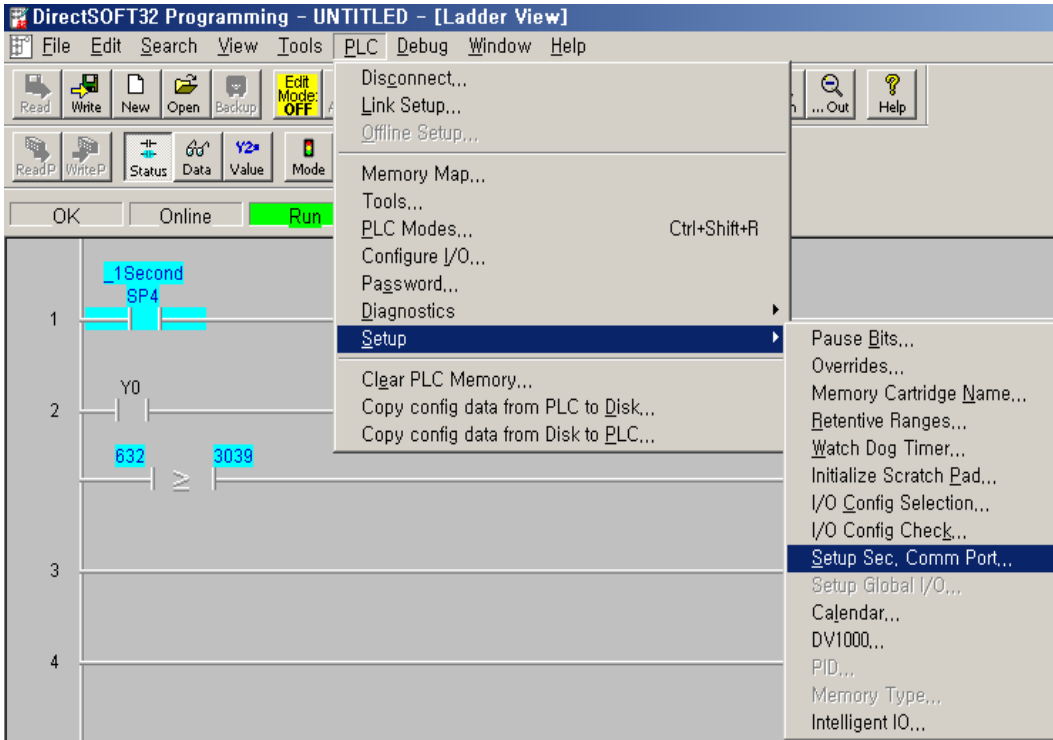 DirectSOFT32 Programming - UNTITLED - [Ladder View]
File Edit Search View Tools PLC Debug Window Help
Read Write New Open Backup Edit Mode: OFF
... Out Help
ReadP WriteP Status Data Value Mode
Y2=
OK Online Run
Disconnect...
Link Setup...
Offline Setup...
Memory Map...
Tools...
PLC Modes... Ctrl+Shift+R
Configure I/O...
Password...
Diagnostics
Setup
Clear PLC Memory...
Copy config data from PLC to Disk...
Copy config data from Disk to PLC...
Pause Bits...
Overrides...
Memory Cartridge Name...
Retentive Ranges...
Watch Dog Timer...
Initialize Scratch Pad...
I/O Config Selection...
I/O Config Check...
Setup Sec. Comm Port...
Setup Global I/O...
Calendar...
DV1000...
PID...
Memory Type...
Intelligent IO...
_1Second
SP4
1
Y0
2
632 ≥ 3039
3
4